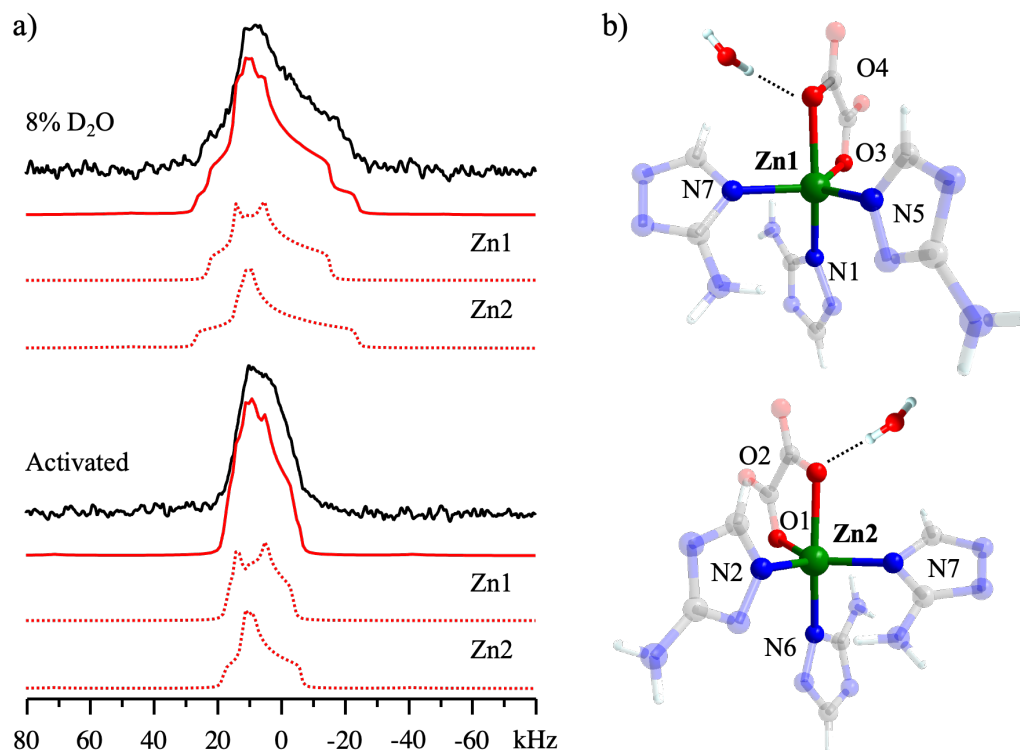 a)
8% D₂O
Zn1
Zn2
Activated
Zn1
Zn2
80 60 40 20 0 -20 -40 -60 kHz
b)
O4
Zn1
O3
N7
N5
N1
O2
O1
Zn2
N2
N7
N6